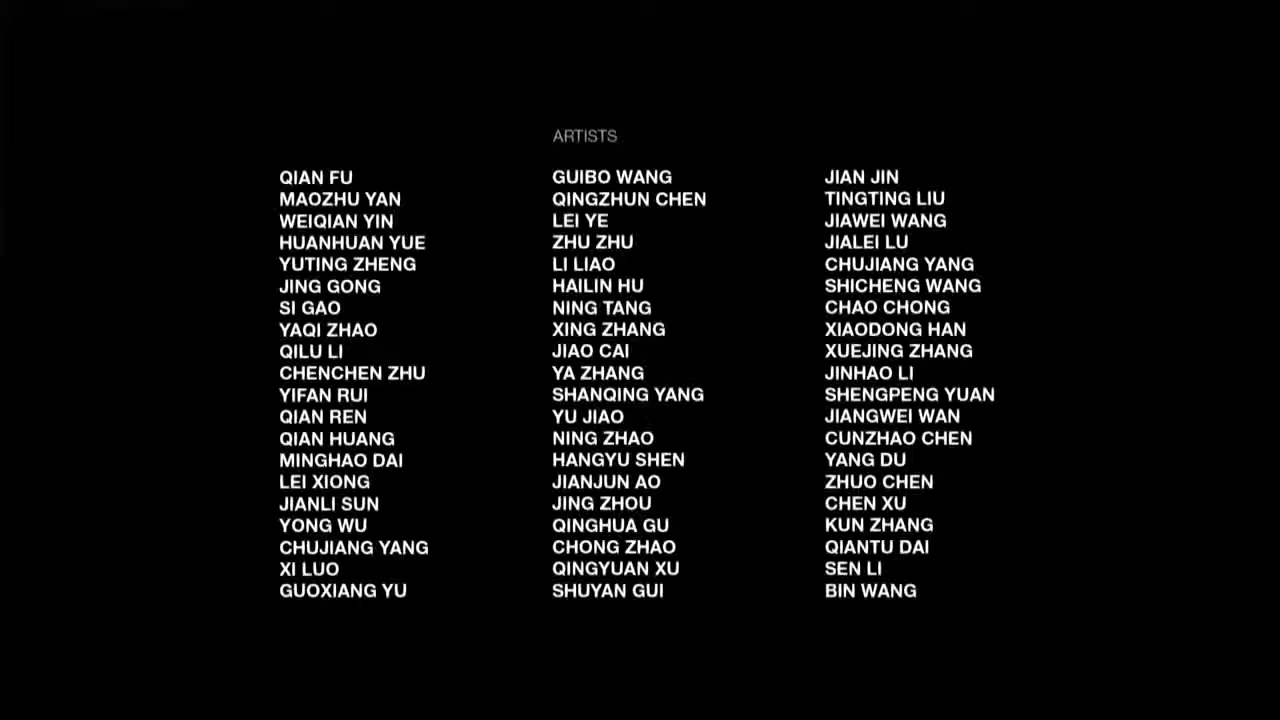 ARTISTS
QIAN FU
MAOZHU YAN
WEIQIAN YIN
HUANHUAN YUE
YUTING ZHENG
JING GONG
SI GAO
YAQI ZHAO
QILU LI
CHENCHEN ZHU
YIFAN RUI
QIAN REN
QIAN HUANG
MINGHAO DAI
LEI XIONG
JIANLI SUN
YONG WU
CHUJIANG YANG
XI LUO
GUOXIANG YU
GUIBO WANG
QINGZHUN CHEN
LEI YE
ZHU ZHU
LI LIAO
HAILIN HU
NING TANG
XING ZHANG
JIAO CAI
YA ZHANG
SHANQING YANG
YU JIAO
NING ZHAO
HANGYU SHEN
JIANJUN AO
JING ZHOU
QINGHUA GU
CHONG ZHAO
QINGYUAN XU
SHUYAN GUI
JIAN JIN
TINGTING LIU
JIAWEI WANG
JIALEI LU
CHUJIANG YANG
SHICHENG WANG
CHAO CHONG
XIAODONG HAN
XUEJING ZHANG
JINHAO LI
SHENGPENG YUAN
JIANGWEI WAN
CUNZHAO CHEN
YANG DU
ZHUO CHEN
CHEN XU
KUN ZHANG
QIANTU DAI
SEN LI
BIN WANG